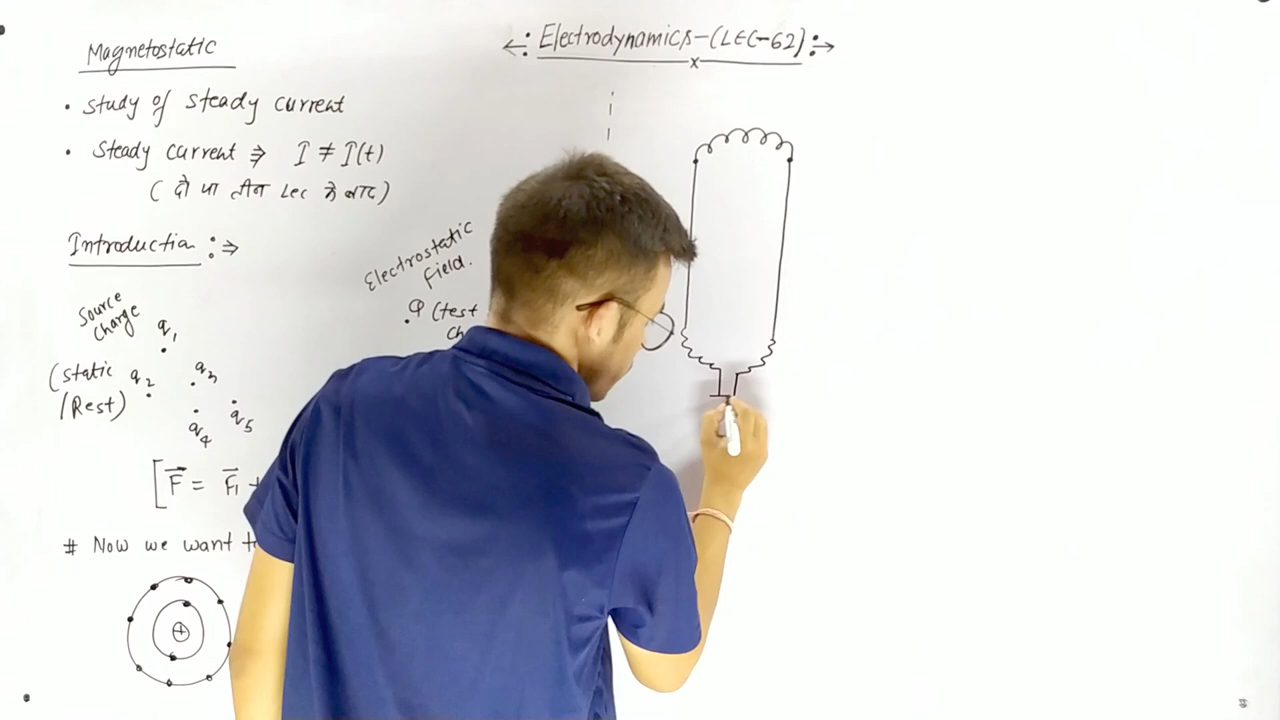 Magnetostatic
Electrodynamics-(LEC-62)
• study of steady current
• Steady current ⇒ I ≠ I(t)
( दो या तीन Lec के बाद )
Introduction :⇒
Electrostatic
field.
Source
charge
q1
(test
ch
(static
/Rest)
q2
q3
q4
q5
[F⃗ = F⃗1 +
# Now we want t
+